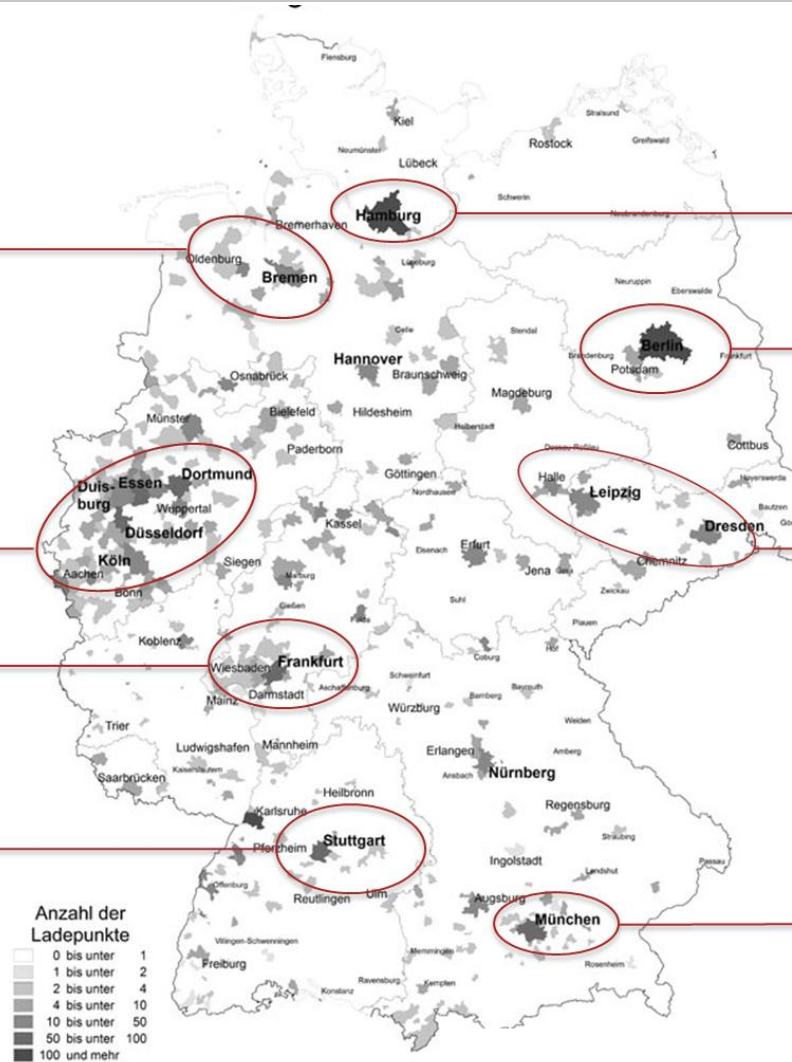 Flensburg
Kiel
Stralsund
Rostock
Greifswald
Neumünster
Lübeck
Schwerin
Hamburg
Neubrandenburg
Bremerhaven
Oldenburg
Lüneburg
Bremen
Neuruppin
Eberswalde
Celle
Stendal
Berlin
Brandenburg
Frankfurt
Hannover
Potsdam
Osnabrück
Braunschweig
Magdeburg
Münster
Bielefeld
Hildesheim
Halberstadt
Cottbus
Paderborn
Dessau-Roßlau
Dortmund
Göttingen
Halle
Hoyerswerda
Duis-
burg
Essen
Nordhausen
Leipzig
Wuppertal
Bautzen
Kassel
Dresden
Düsseldorf
Erfurt
Eisenach
Köln
Siegen
Chemnitz
Aachen
Marburg
Jena
Gera
Bonn
Zwickau
Gießen
Suhl
Fulda
Plauen
Koblenz
Hof
Coburg
Frankfurt
Wiesbaden
Schweinfurt
Aschaffenburg
Bayreuth
Darmstadt
Bamberg
Mainz
Würzburg
Trier
Weiden
Ludwigshafen
Mannheim
Erlangen
Amberg
Kaiserslautern
Saarbrücken
Ansbach
Nürnberg
Heilbronn
Regensburg
Karlsruhe
Straubing
Stuttgart
Pforzheim
Ingolstadt
Passau
Landshut
Offenburg
Reutlingen
Ulm
Augsburg
München
Villingen-Schwenningen
Memmingen
Freiburg
Rosenheim
Ravensburg
Kempten
Konstanz
Anzahl der
Ladepunkte
0 bis unter 1
1 bis unter 2
2 bis unter 4
4 bis unter 10
10 bis unter 50
50 bis unter 100
100 und mehr